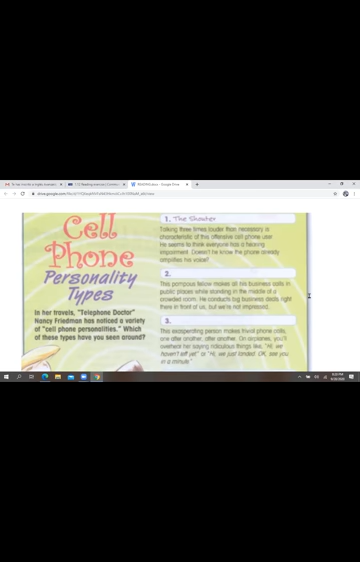 READING.docx - Google Drive
Cell
Phone
Personality
Types
In her travels, "Telephone Doctor"
Nancy Friedman has noticed a variety
of "cell phone personalities." Which
of these types have you seen around?
1. The Shouter
Talking three times louder than necessary is
characteristic of this offensive cell phone user.
He seems to think everyone has a hearing
impairment. Doesn't he know the phone already
amplifies his voice?
2.
This pompous fellow makes all his business calls in
public places while standing in the middle of a
crowded room. He conducts big business deals right
there in front of us, but we're not impressed.
3.
This exasperating person makes trivial phone calls,
one after another, after another. On airplanes, you'll
overhear her saying ridiculous things like, "Hi, we
haven't left yet" or "Hi, we just landed. OK, see you
in a minute."